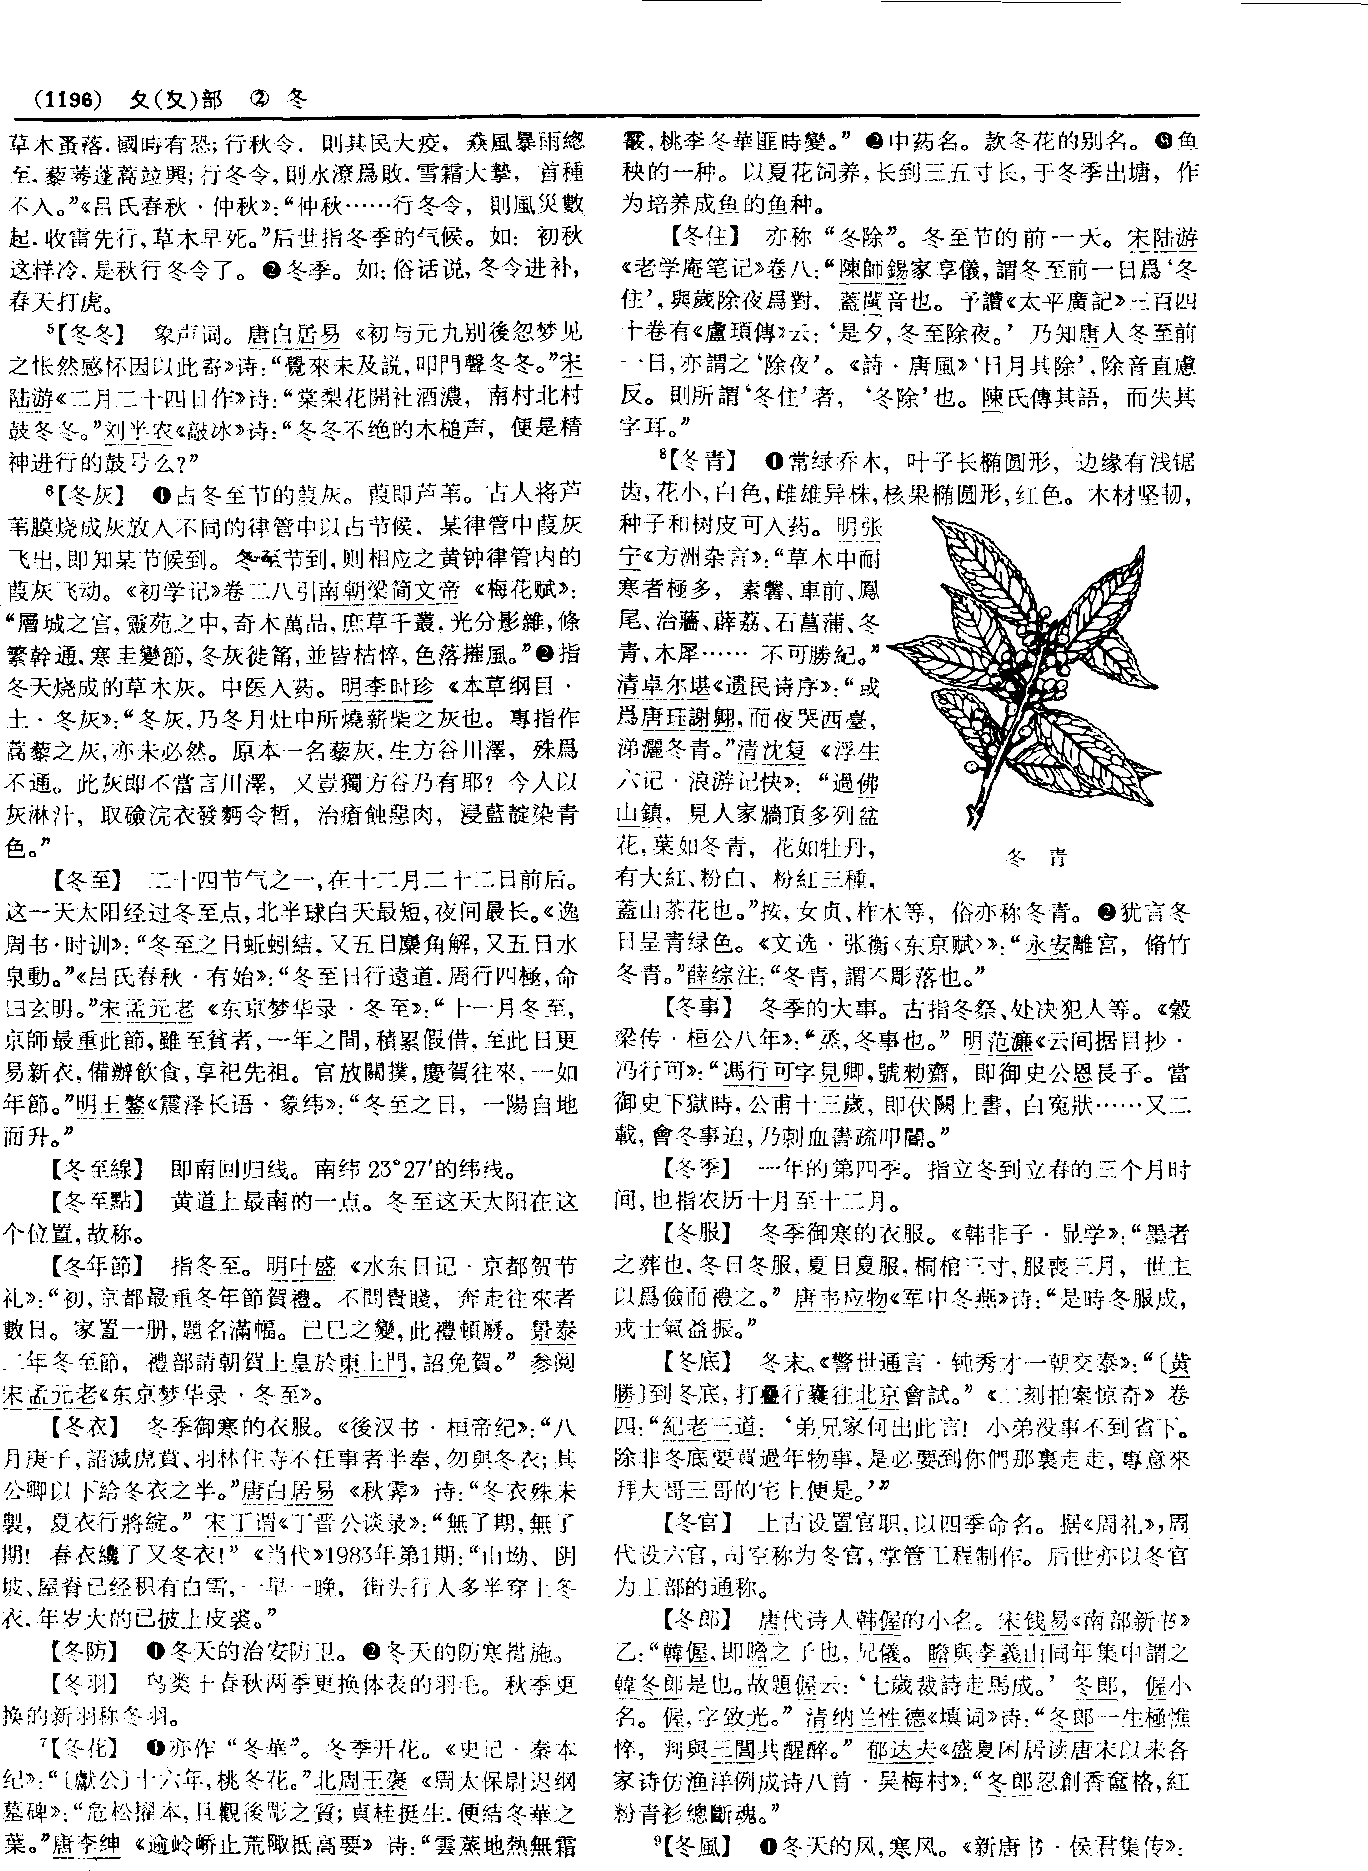 (1196) 夂(夊)部 ② 冬
草木蚤落,國時有恐;行秋令,則其民大疫,猋風暴雨總
至,藜莠蓬蒿竝興;行冬令,則水潦爲敗,雪霜大摯,首種
不入。”《吕氏春秋·仲秋》:“仲秋……行冬令,則風災數
起,收雷先行,草木早死。”后世指冬季的气候。如:初秋
这样冷,是秋行冬令了。❷冬季。如:俗话说,冬令进补,
春天打虎。
⁵【冬冬】 象声词。唐白居易《初与元九别後忽梦见
之怅然感怀因以此寄》诗:“覺來未及説,叩門聲冬冬。”宋
陆游《二月二十四日作》诗:“棠梨花開社酒濃,南村北村
鼓冬冬。”刘半农《敲冰》诗:“冬冬不绝的木槌声,便是精
神进行的鼓号么?”
⁶【冬灰】 ❶占冬至节的葭灰。葭即芦苇。古人将芦
苇膜烧成灰放入不同的律管中以占节候,某律管中葭灰
飞出,即知某节候到。冬至节到,则相应之黄钟律管内的
葭灰飞动。《初学记》卷二八引南朝梁简文帝《梅花赋》:
“層城之宫,靈苑之中,奇木萬品,庶草千叢,光分影雜,條
繁幹通,寒圭變節,冬灰徙筩,並皆枯悴,色落摧風。”❷指
冬天烧成的草木灰。中医入药。明李时珍《本草纲目·
土·冬灰》:“冬灰,乃冬月灶中所燒薪柴之灰也。專指作
蒿藜之灰,亦未必然。原本一名藜灰,生方谷川澤,殊爲
不通。此灰即不當言川澤,又豈獨方谷乃有耶?今人以
灰淋汁,取礆浣衣發麪令皙,治瘡蝕惡肉,浸藍靛染青
色。”
【冬至】 二十四节气之一,在十二月二十二日前后。
这一天太阳经过冬至点,北半球白天最短,夜间最长。《逸
周书·时训》:“冬至之日蚯蚓結,又五日麋角解,又五日水
泉動。”《吕氏春秋·有始》:“冬至日行遠道,周行四極,命
曰玄明。”宋孟元老《东京梦华录·冬至》:“十一月冬至,
京師最重此節,雖至貧者,一年之間,積累假借,至此日更
易新衣,備辦飲食,享祀先祖。官放關撲,慶賀往來,一如
年節。”明王鏊《震泽长语·象纬》:“冬至之日,一陽自地
而升。”
【冬至線】 即南回归线。南纬23°27′的纬线。
【冬至點】 黄道上最南的一点。冬至这天太阳在这
个位置,故称。
【冬年節】 指冬至。明叶盛《水东日记·京都贺节
礼》:“初,京都最重冬年節賀禮。不問貴賤,奔走往來者
數日。家置一册,題名滿幅。己巳之變,此禮頓廢。景泰
二年冬至節,禮部請朝賀上皇於東上門,詔免賀。”参阅
宋孟元老《东京梦华录·冬至》。
【冬衣】 冬季御寒的衣服。《後汉书·桓帝纪》:“八
月庚子,詔減虎賁、羽林住寺不任事者半奉,勿與冬衣;其
公卿以下給冬衣之半。”唐白居易《秋霁》诗:“冬衣殊未
製,夏衣行將綻。”宋丁谓《丁晋公谈录》:“無了期,無了
期!春衣纔了又冬衣!”《当代》1983年第1期:“山坳、阴
坡、屋脊已经积有白雪,一早一晚,街头行人多半穿上冬
衣,年岁大的已披上皮裘。”
【冬防】 ❶冬天的治安防卫。❷冬天的防寒措施。
【冬羽】 鸟类于春秋两季更换体表的羽毛。秋季更
换的新羽称冬羽。
⁷【冬花】 ❶亦作“冬華”。冬季开花。《史记·秦本
纪》:“〔獻公〕十六年,桃冬花。”北周王褒《周太保尉迟纲
墓碑》:“危松擢本,且觀後彫之質;貞桂挺生,便結冬華之
葉。”唐李绅《逾岭峤止荒陬抵高要》诗:“雲蒸地熱無霜
霰,桃李冬華匪時變。”❷中药名。款冬花的别名。❸鱼
秧的一种。以夏花饲养,长到三五寸长,于冬季出塘,作
为培养成鱼的鱼种。
【冬住】 亦称“冬除”。冬至节的前一天。宋陆游
《老学庵笔记》卷八:“陳師錫家享儀,謂冬至前一日爲‘冬
住’,與歲除夜爲對,蓋閩音也。予讀《太平廣記》三百四
十卷有《盧頊傳》云:‘是夕,冬至除夜。’乃知唐人冬至前
一日,亦謂之‘除夜’。《詩·唐風》‘日月其除’,除音直慮
反。則所謂‘冬住’者,‘冬除’也。陳氏傳其語,而失其
字耳。”
⁸【冬青】 ❶常绿乔木,叶子长椭圆形,边缘有浅锯
齿,花小,白色,雌雄异株,核果椭圆形,红色。木材坚韧,
种子和树皮可入药。明张
宁《方洲杂言》:“草木中耐
寒者極多,素馨、車前、鳳
尾、治蘠、薜荔、石菖蒲、冬
青、木犀……不可勝紀。”
清卓尔堪《遗民诗序》:“或
爲唐珏謝翺,而夜哭西臺,
涕灑冬青。”清沈复《浮生
六记·浪游记快》:“過佛
山鎮,見人家牆頂多列盆
花,葉如冬青,花如牡丹,
有大紅、粉白、粉紅三種,
蓋山茶花也。”按,女贞、柞木等,俗亦称冬青。❷犹言冬
日呈青绿色。《文选·张衡〈东京赋〉》:“永安離宫,脩竹
冬青。”薛综注:“冬青,謂不彫落也。”
冬 青
【冬事】 冬季的大事。古指冬祭、处决犯人等。《榖
梁传·桓公八年》:“烝,冬事也。”明范濂《云间据目抄·
冯行可》:“馮行可字見卿,號勑齋,即御史公恩長子。當
御史下獄時,公甫十三歲,即伏闕上書,白寃狀……又二
載,會冬事迫,乃刺血書疏叩閽。”
【冬季】 一年的第四季。指立冬到立春的三个月时
间,也指农历十月至十二月。
【冬服】 冬季御寒的衣服。《韩非子·显学》:“墨者
之葬也,冬日冬服,夏日夏服,桐棺三寸,服喪三月,世主
以爲儉而禮之。”唐韦应物《军中冬燕》诗:“是時冬服成,
戎士氣益振。”
【冬底】 冬末。《警世通言·钝秀才一朝交泰》:“〔黄
勝〕到冬底,打疊行囊往北京會試。”《二刻拍案惊奇》卷
四:“紀老三道:‘弟兄家何出此言!小弟没事不到省下。
除非冬底要買過年物事,是必要到你們那裏走走,專意來
拜大哥三哥的宅上便是。’”
【冬官】 上古设置官职,以四季命名。据《周礼》,周
代设六官,司空称为冬官,掌管工程制作。后世亦以冬官
为工部的通称。
【冬郎】 唐代诗人韩偓的小名。宋钱易《南部新书》
乙:“韓偓,即瞻之子也,兄儀。瞻與李義山同年集中謂之
韓冬郎是也。故題偓云:‘七歲裁詩走馬成。’冬郎,偓小
名。偓,字致光。”清纳兰性德《填词》诗:“冬郎一生極憔
悴,判與三閭共醒醉。”郁达夫《盛夏闲居读唐宋以来各
家诗仿渔洋例成诗八首·吴梅村》:“冬郎忍創香奩格,紅
粉青衫總斷魂。”
⁹【冬風】 ❶冬天的风,寒风。《新唐书·侯君集传》: